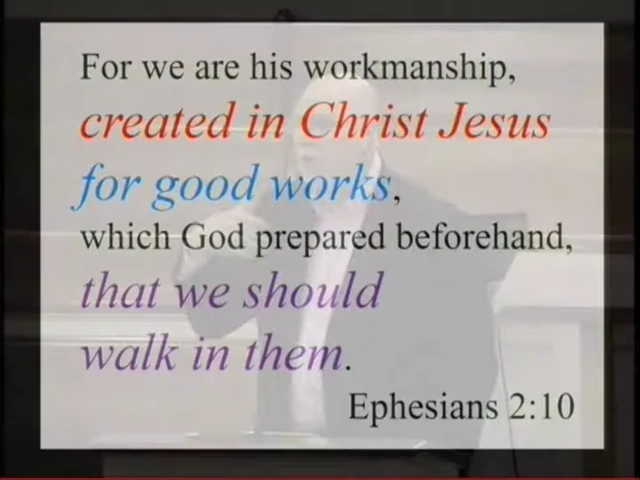 For we are his workmanship,
created in Christ Jesus
for good works,
which God prepared beforehand,
that we should
walk in them.
Ephesians 2:10